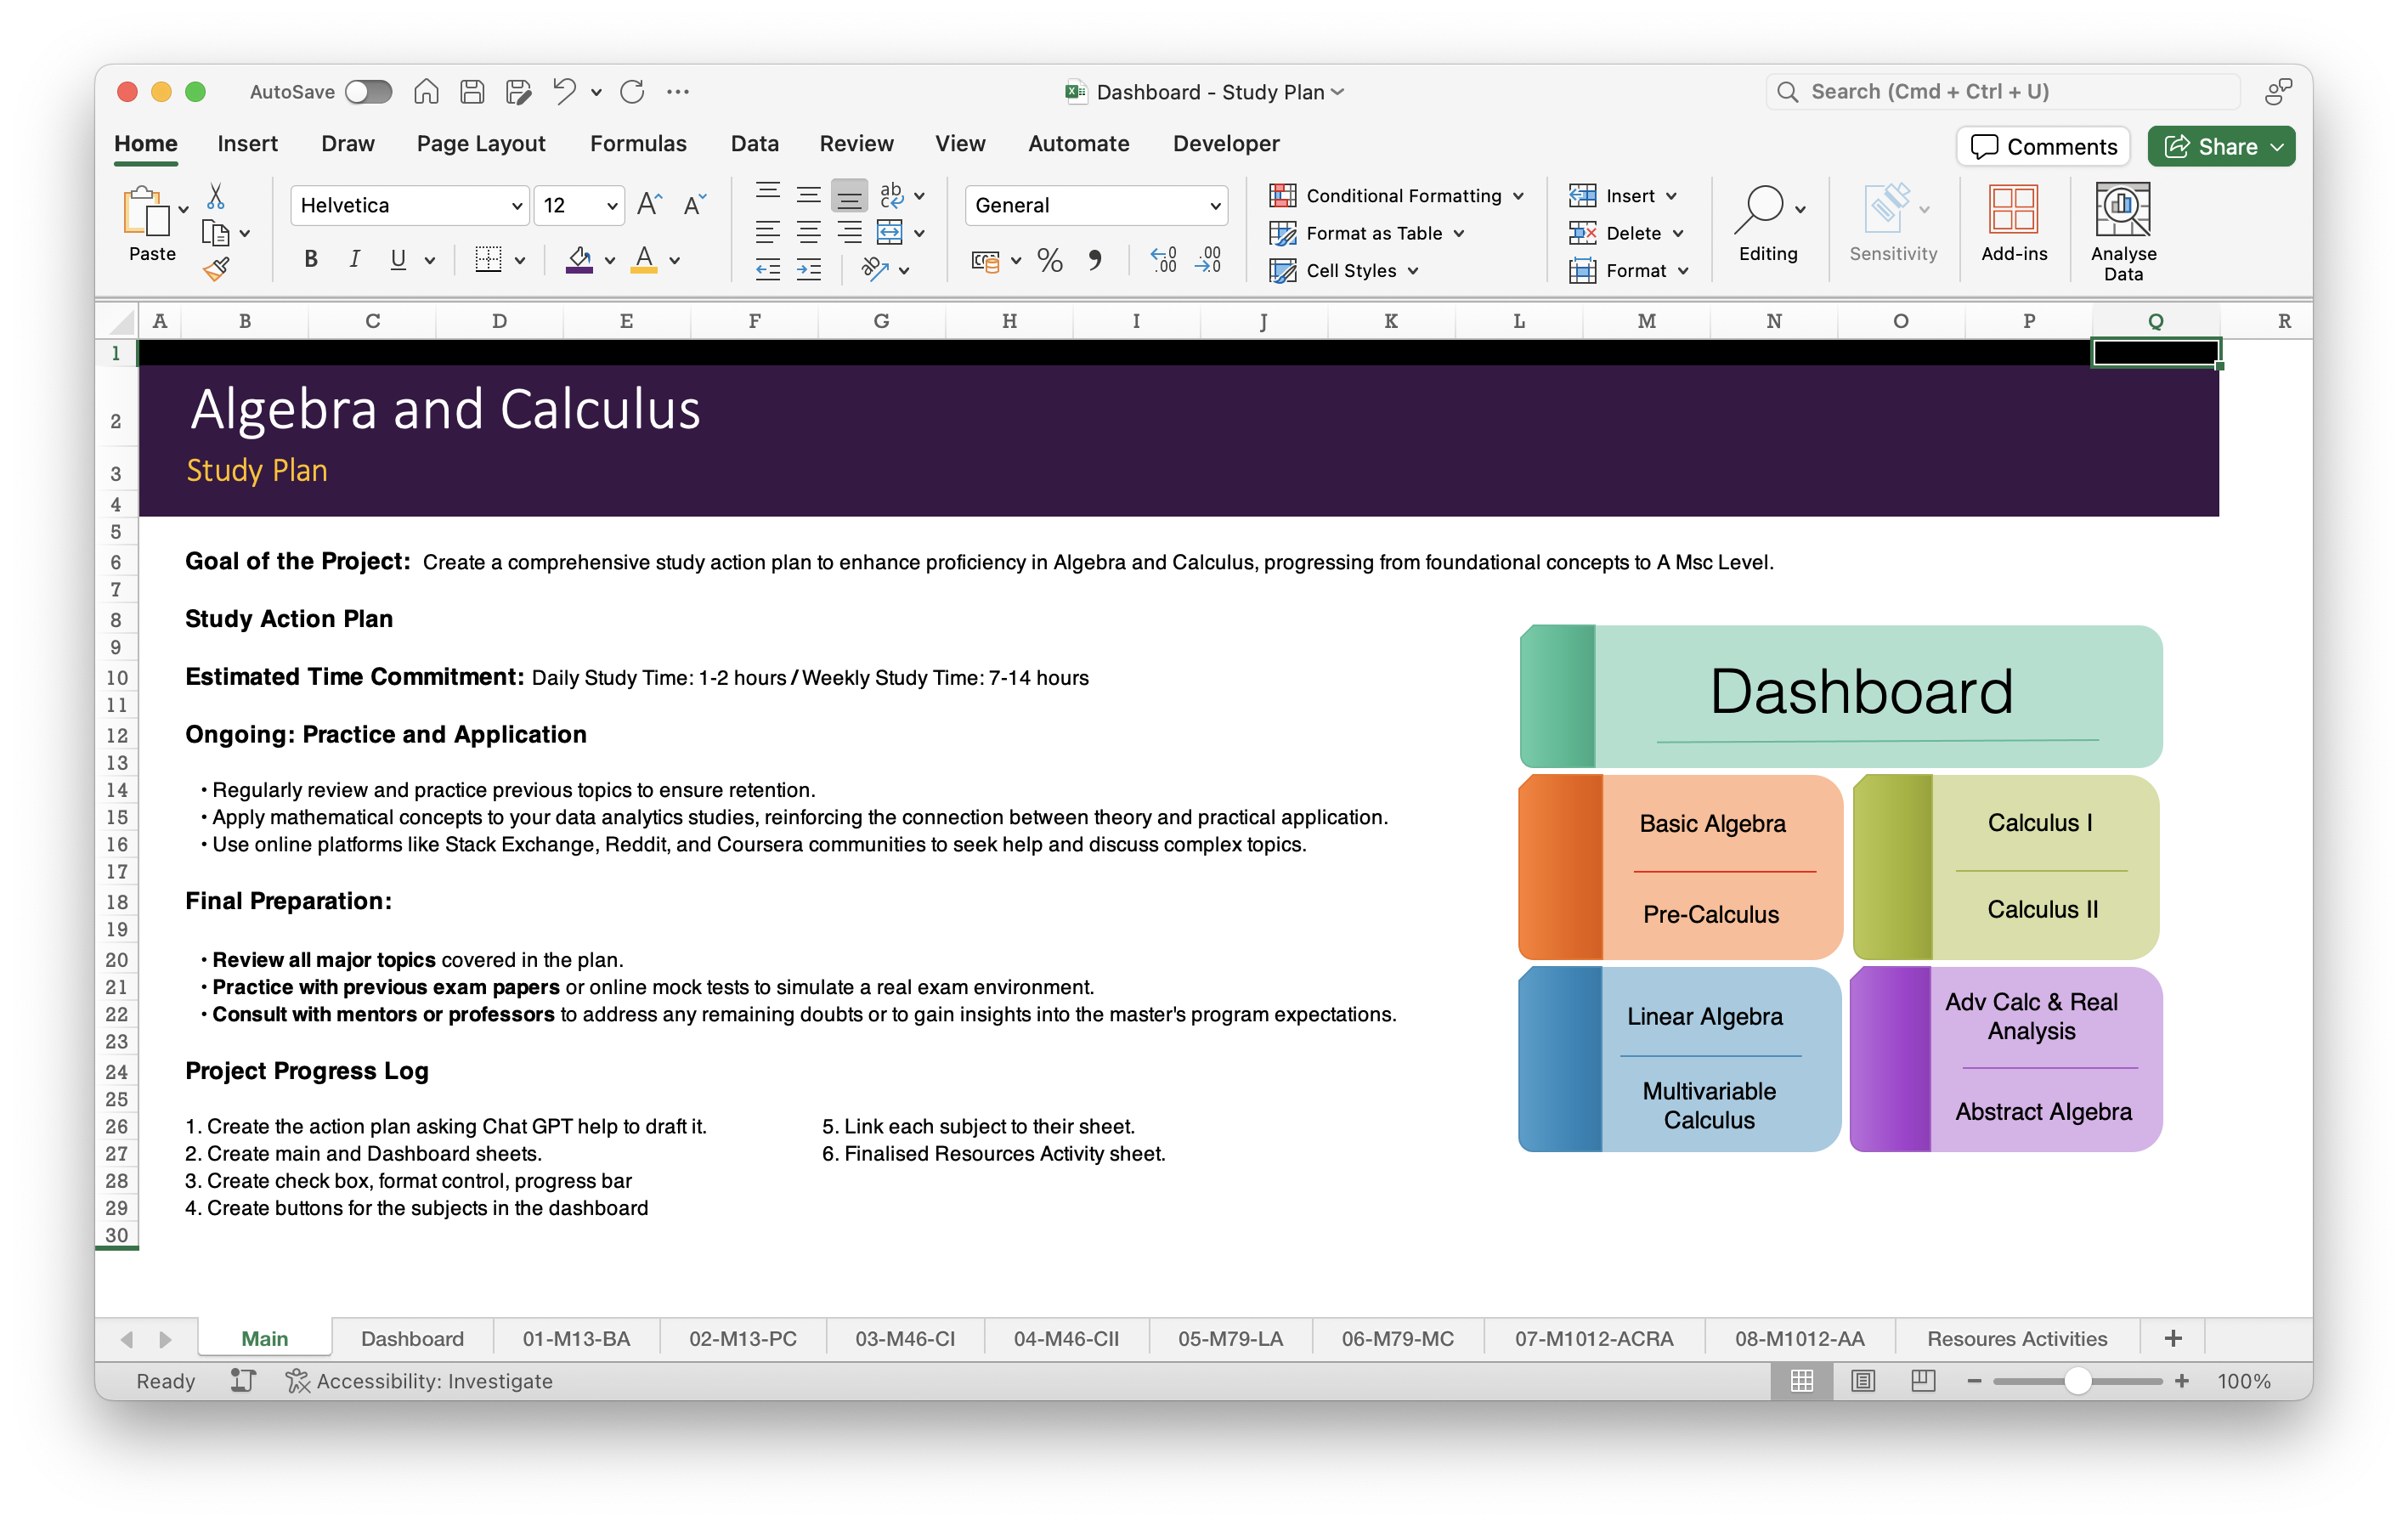 AutoSave
Dashboard - Study Plan
Search (Cmd + Ctrl + U)
Home Insert Draw Page Layout Formulas Data Review View Automate Developer
Comments Share
Paste
Helvetica 12
B I U
A A
ab
General
% .00 .00
Conditional Formatting
Format as Table
Cell Styles
Insert
Delete
Format
Editing
Sensitivity
Add-ins
Analyse Data
A B C D E F G H I J K L M N O P Q R
1
2 Algebra and Calculus
3 Study Plan
4
5
6 Goal of the Project: Create a comprehensive study action plan to enhance proficiency in Algebra and Calculus, progressing from foundational concepts to A Msc Level.
7
8 Study Action Plan
9
10 Estimated Time Commitment: Daily Study Time: 1-2 hours / Weekly Study Time: 7-14 hours
11
12 Ongoing: Practice and Application
13
14 • Regularly review and practice previous topics to ensure retention.
15 • Apply mathematical concepts to your data analytics studies, reinforcing the connection between theory and practical application.
16 • Use online platforms like Stack Exchange, Reddit, and Coursera communities to seek help and discuss complex topics.
17
18 Final Preparation:
19
20 • Review all major topics covered in the plan.
21 • Practice with previous exam papers or online mock tests to simulate a real exam environment.
22 • Consult with mentors or professors to address any remaining doubts or to gain insights into the master's program expectations.
23
24 Project Progress Log
25
26 1. Create the action plan asking Chat GPT help to draft it. 5. Link each subject to their sheet.
27 2. Create main and Dashboard sheets. 6. Finalised Resources Activity sheet.
28 3. Create check box, format control, progress bar
29 4. Create buttons for the subjects in the dashboard
30
Dashboard
Basic Algebra
Pre-Calculus
Calculus I
Calculus II
Linear Algebra
Multivariable
Calculus
Adv Calc & Real
Analysis
Abstract Algebra
Main Dashboard 01-M13-BA 02-M13-PC 03-M46-CI 04-M46-CII 05-M79-LA 06-M79-MC 07-M1012-ACRA 08-M1012-AA Resoures Activities +
Ready Accessibility: Investigate 100%